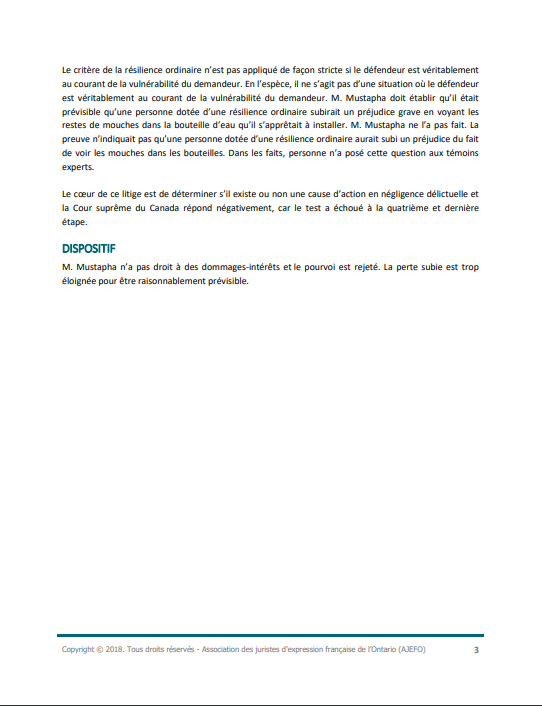 Le critère de la résilience ordinaire n’est pas appliqué de façon stricte si le défendeur est véritablement
au courant de la vulnérabilité du demandeur. En l’espèce, il ne s’agit pas d’une situation où le défendeur
est véritablement au courant de la vulnérabilité du demandeur. M. Mustapha doit établir qu’il était
prévisible qu’une personne dotée d’une résilience ordinaire subirait un préjudice grave en voyant les
restes de mouches dans la bouteille d’eau qu’il s’apprêtait à installer. M. Mustapha ne l’a pas fait. La
preuve n’indiquait pas qu’une personne dotée d’une résilience ordinaire aurait subi un préjudice du fait
de voir les mouches dans les bouteilles. Dans les faits, personne n’a posé cette question aux témoins
experts.
Le cœur de ce litige est de déterminer s’il existe ou non une cause d’action en négligence délictuelle et
la Cour suprême du Canada répond négativement, car le test a échoué à la quatrième et dernière
étape.
DISPOSITIF
M. Mustapha n’a pas droit à des dommages-intérêts et le pourvoi est rejeté. La perte subie est trop
éloignée pour être raisonnablement prévisible.
Copyright © 2018. Tous droits réservés - Association des juristes d’expression française de l’Ontario (AJEFO) 3